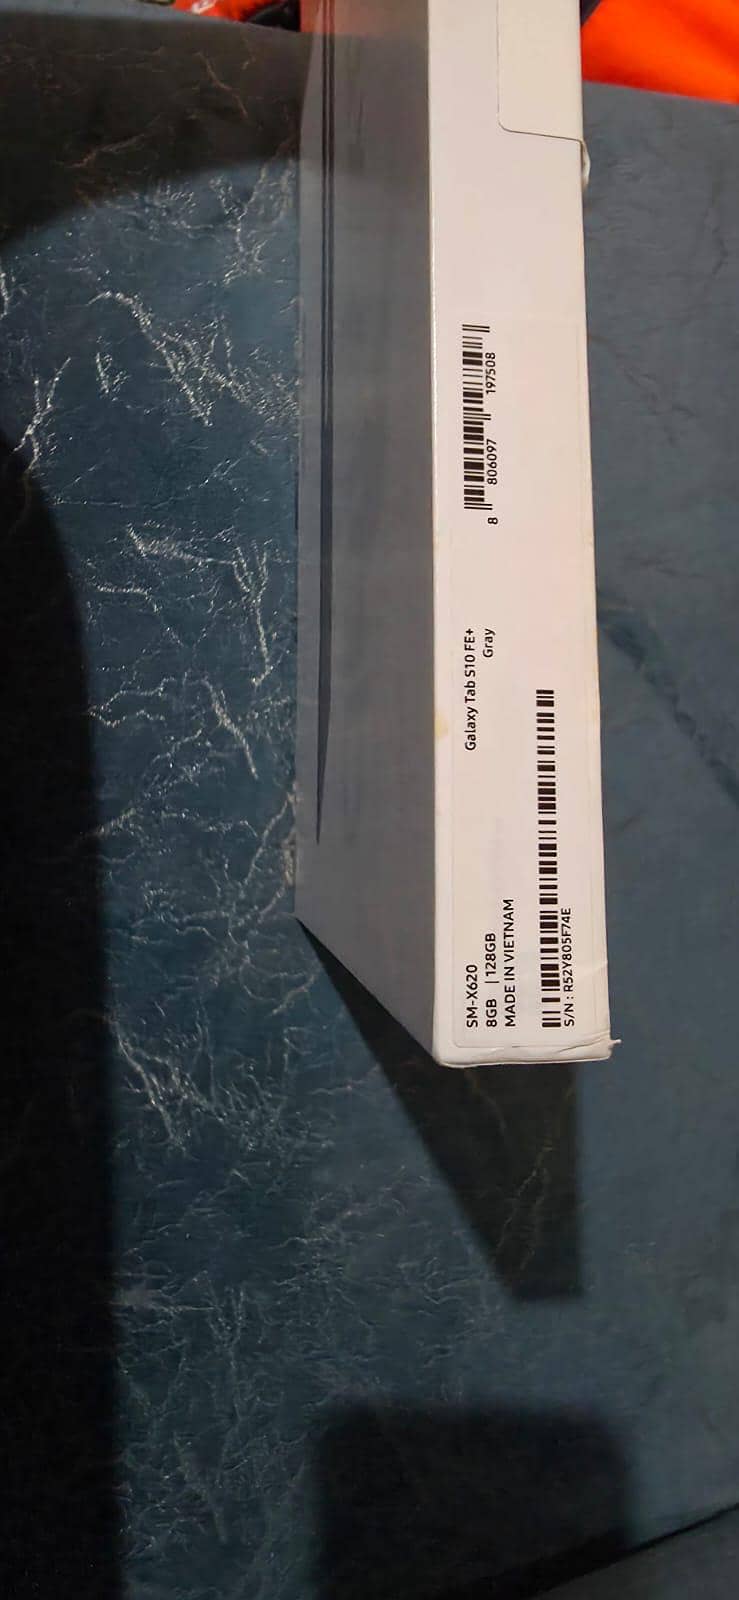 SM-X620
8GB | 128GB
MADE IN VIETNAM
S/N : R52Y805F74E
Galaxy Tab S10 FE+
Gray
8 806097 197508